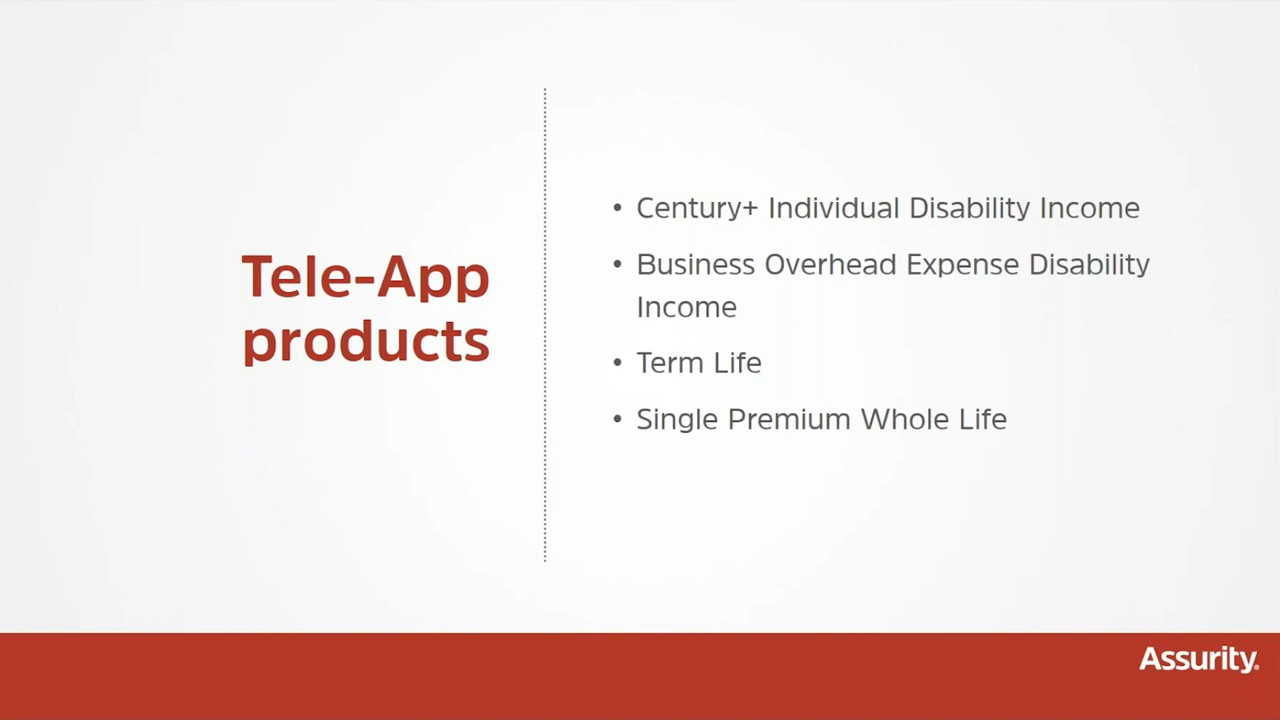 Tele-App
products
• Century+ Individual Disability Income
• Business Overhead Expense Disability
Income
• Term Life
• Single Premium Whole Life
Assurity®